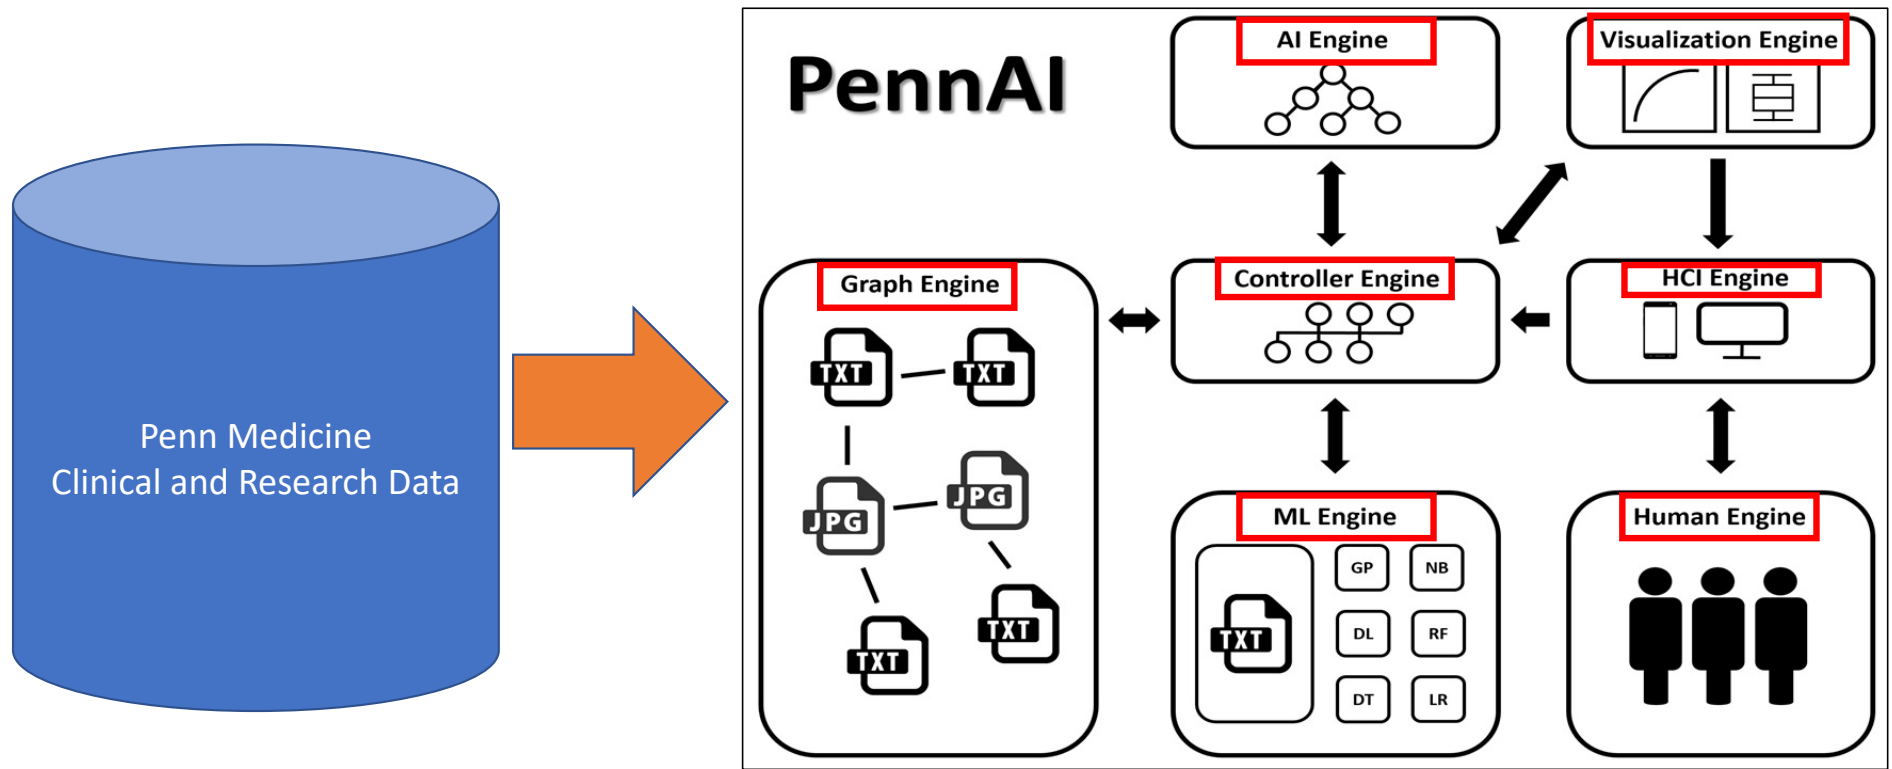 Penn Medicine
Clinical and Research Data
PennAI
AI Engine
Visualization Engine
Graph Engine
TXT
TXT
JPG
JPG
TXT
TXT
Controller Engine
HCI Engine
ML Engine
TXT
GP
NB
DL
RF
DT
LR
Human Engine